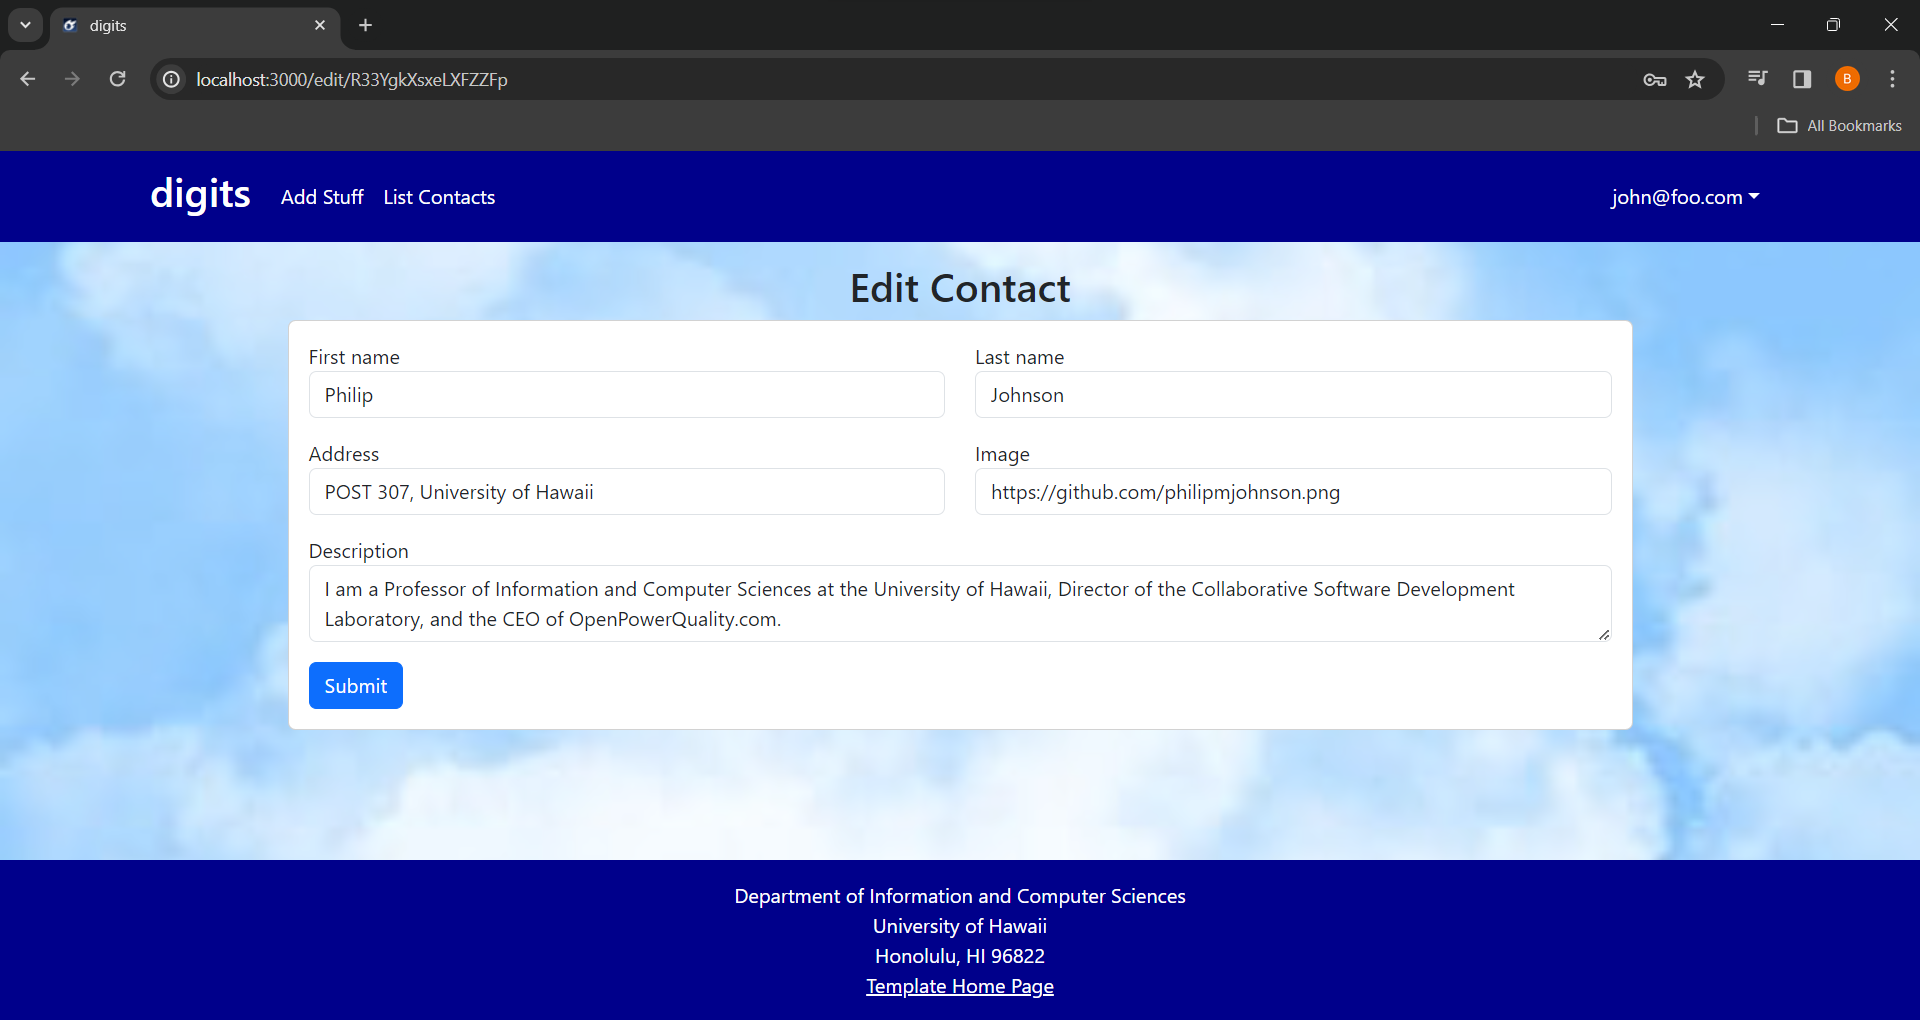 digits
localhost:3000/edit/R33YgkXsxeLXFZZFp
B
All Bookmarks
digits Add Stuff List Contacts john@foo.com
Edit Contact
First name Last name
Philip Johnson
Address Image
POST 307, University of Hawaii https://github.com/philipmjohnson.png
Description
I am a Professor of Information and Computer Sciences at the University of Hawaii, Director of the Collaborative Software Development
Laboratory, and the CEO of OpenPowerQuality.com.
Submit
Department of Information and Computer Sciences
University of Hawaii
Honolulu, HI 96822
Template Home Page